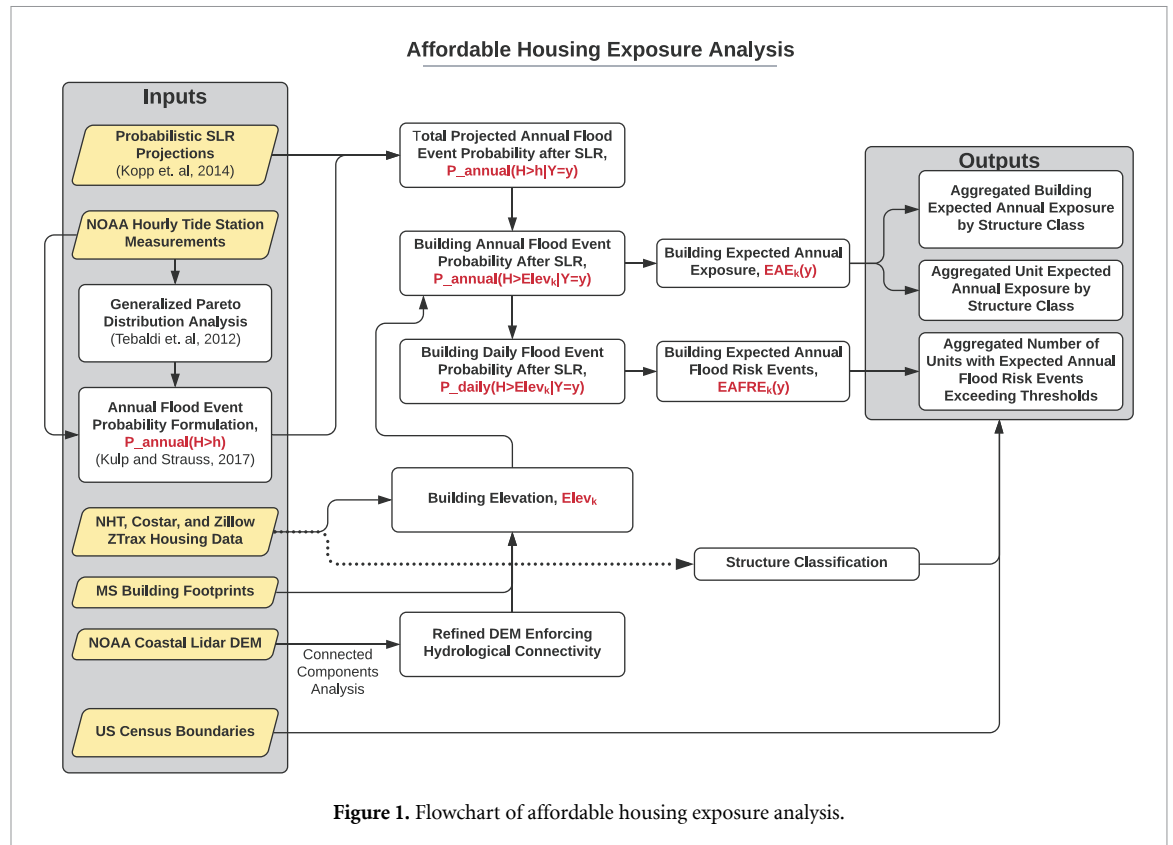 Affordable Housing Exposure Analysis
Inputs
Probabilistic SLR
Projections
(Kopp et. al, 2014)
NOAA Hourly Tide Station
Measurements
Generalized Pareto
Distribution Analysis
(Tebaldi et. al, 2012)
Annual Flood Event
Probability Formulation,
P_annual(H>h)
(Kulp and Strauss, 2017)
NHT, Costar, and Zillow
ZTrax Housing Data
MS Building Footprints
NOAA Coastal Lidar DEM
US Census Boundaries
Connected
Components
Analysis
Total Projected Annual Flood
Event Probability after SLR,
P_annual(H>h|Y=y)
Building Annual Flood Event
Probability After SLR,
P_annual(H>Elevₖ|Y=y)
Building Daily Flood Event
Probability After SLR,
P_daily(H>Elevₖ|Y=y)
Building Elevation, Elevₖ
Refined DEM Enforcing
Hydrological Connectivity
Building Expected Annual
Exposure, EAEₖ(y)
Building Expected Annual
Flood Risk Events,
EAFREₖ(y)
Structure Classification
Outputs
Aggregated Building
Expected Annual Exposure
by Structure Class
Aggregated Unit Expected
Annual Exposure by
Structure Class
Aggregated Number of
Units with Expected Annual
Flood Risk Events
Exceeding Thresholds
Figure 1. Flowchart of affordable housing exposure analysis.